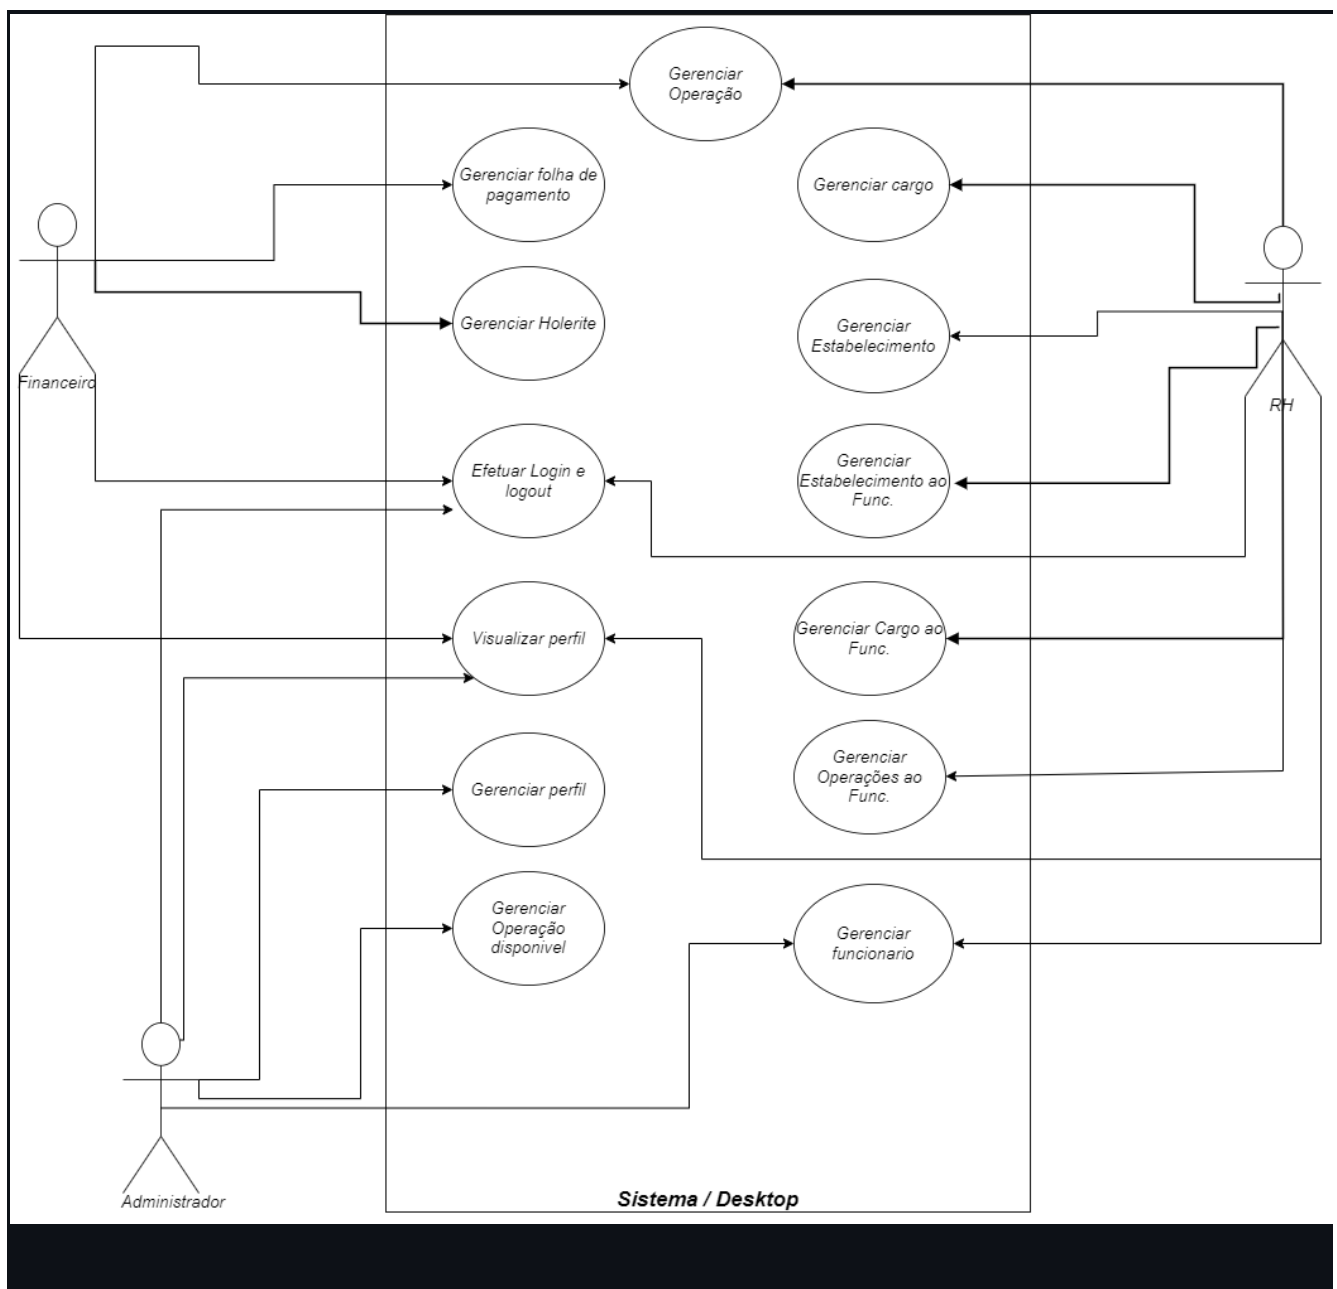 Gerenciar
Operação
Gerenciar folha de
pagamento
Gerenciar cargo
Gerenciar Holerite
Gerenciar
Estabelecimento
Financeiro
RH
Efetuar Login e
logout
Gerenciar
Estabelecimento ao
Func.
Visualizar perfil
Gerenciar Cargo ao
Func.
Gerenciar perfil
Gerenciar
Operações ao
Func.
Gerenciar
Operação
disponivel
Gerenciar
funcionario
Administrador
Sistema / Desktop